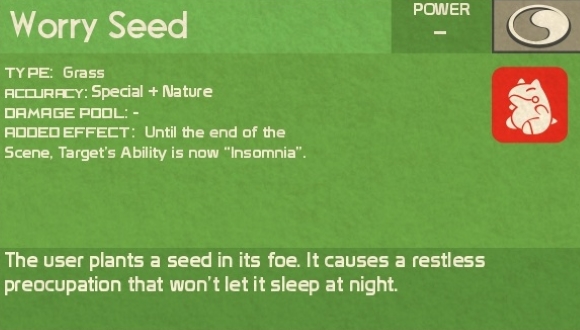 Worry Seed
POWER
–
TYPE: Grass
ACCURACY: Special + Nature
DAMAGE POOL: -
ADDED EFFECT: Until the end of the
Scene, Target's Ability is now "Insomnia".
The user plants a seed in its foe. It causes a restless
preocupation that won't let it sleep at night.